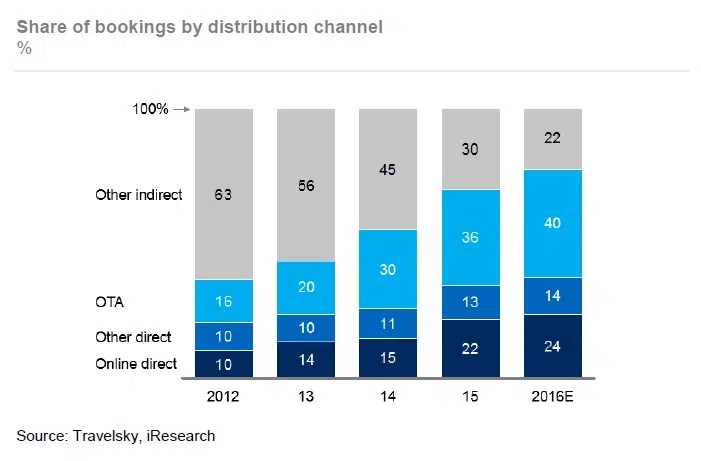 Share of bookings by distribution channel
%
100%
63 56 45 30 22
Other indirect
OTA
16 20 30 36 40
Other direct
10 10 11 13 14
Online direct
10 14 15 22 24
2012 13 14 15 2016E
Source: Travelsky, iResearch